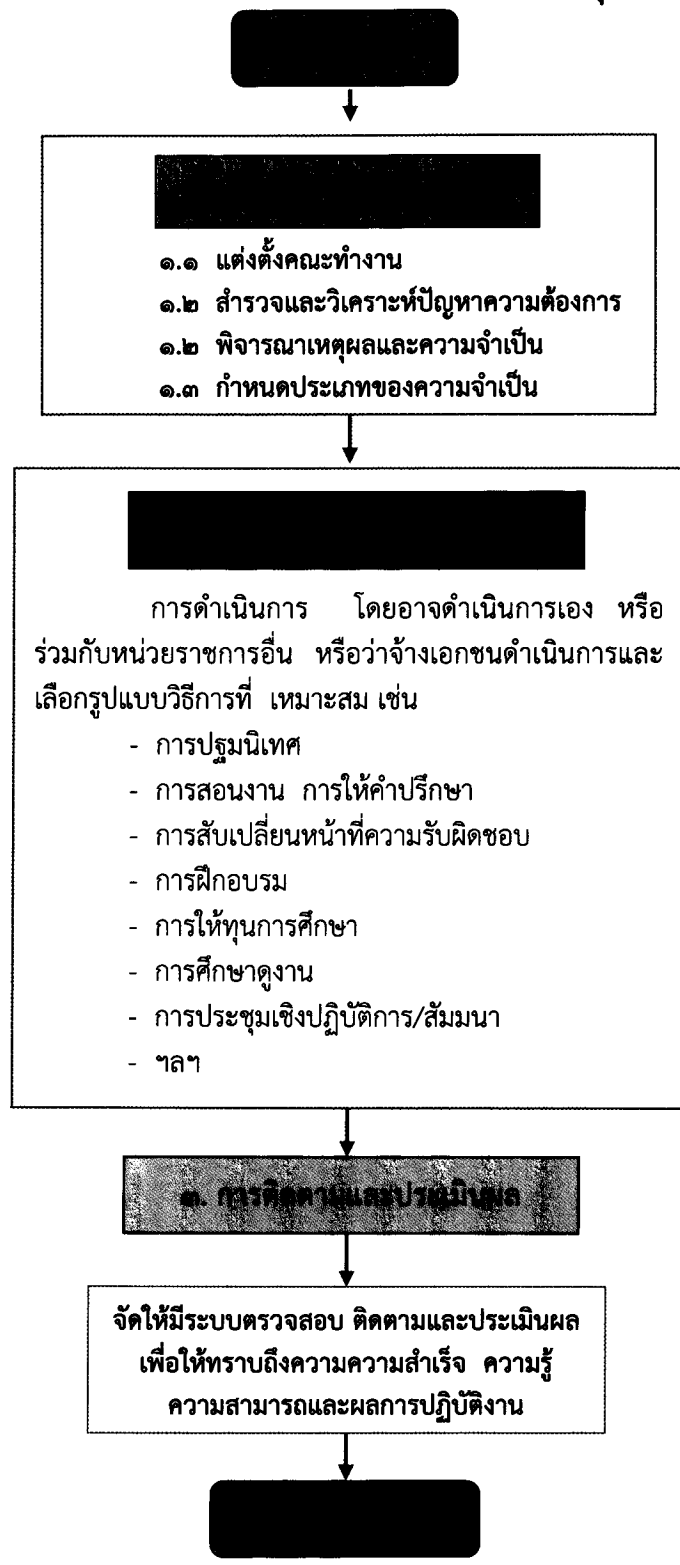 ๑.๑ แต่งตั้งคณะทำงาน
๑.๒ สำรวจและวิเคราะห์ปัญหาความต้องการ
๑.๒ พิจารณาเหตุผลและความจำเป็น
๑.๓ กำหนดประเภทของความจำเป็น
การดำเนินการ โดยอาจดำเนินการเอง หรือ
ร่วมกับหน่วยราชการอื่น หรือว่าจ้างเอกชนดำเนินการและ
เลือกรูปแบบวิธีการที่ เหมาะสม เช่น
- การปฐมนิเทศ
- การสอนงาน การให้คำปรึกษา
- การสับเปลี่ยนหน้าที่ความรับผิดชอบ
- การฝึกอบรม
- การให้ทุนการศึกษา
- การศึกษาดูงาน
- การประชุมเชิงปฏิบัติการ/สัมมนา
- ฯลฯ
๓. การติดตามและประเมินผล
จัดให้มีระบบตรวจสอบ ติดตามและประเมินผล
เพื่อให้ทราบถึงความความสำเร็จ ความรู้
ความสามารถและผลการปฏิบัติงาน